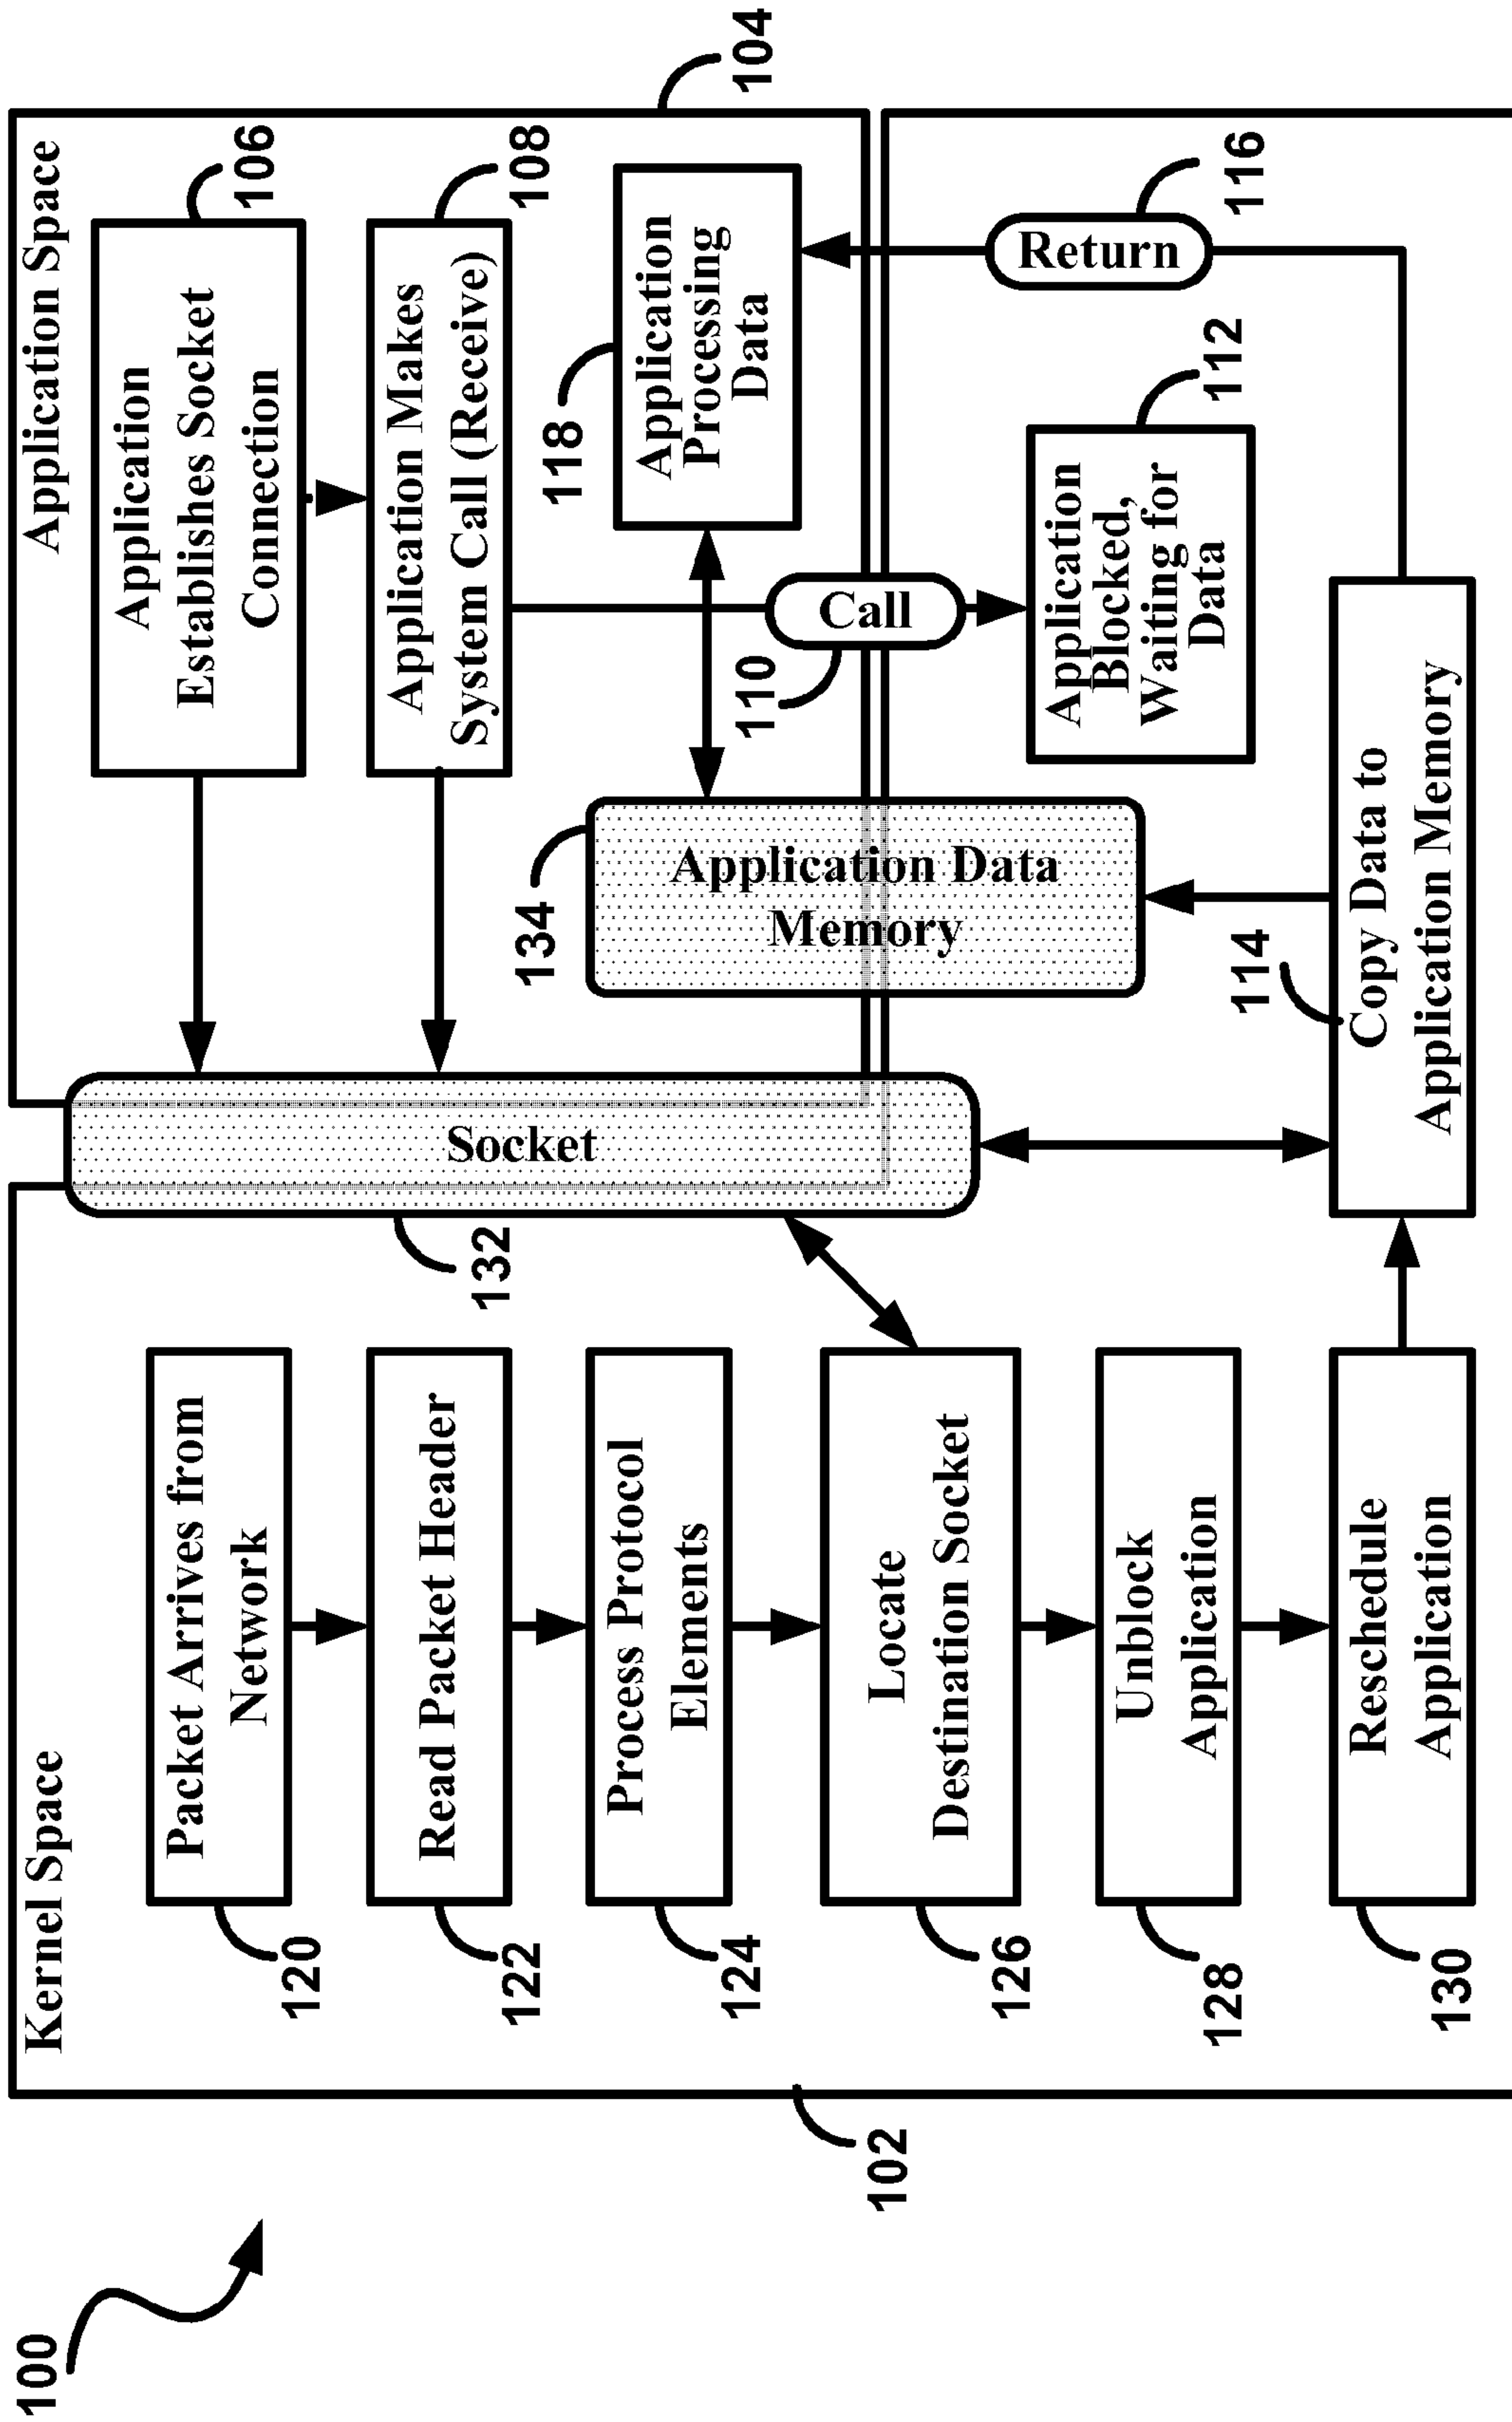 100
102
Kernel Space
120
Packet Arrives from
Network
122
Read Packet Header
124
Process Protocol
Elements
126
Locate
Destination Socket
128
Unblock
Application
130
Reschedule
Application
132
Socket
Application Space
104
106
Application
Establishes Socket
Connection
108
Application Makes
System Call (Receive)
118
Application
Processing
Data
110
Call
134
Application Data
Memory
112
Application
Blocked,
Waiting for
Data
116
Return
114
Copy Data to
Application Memory